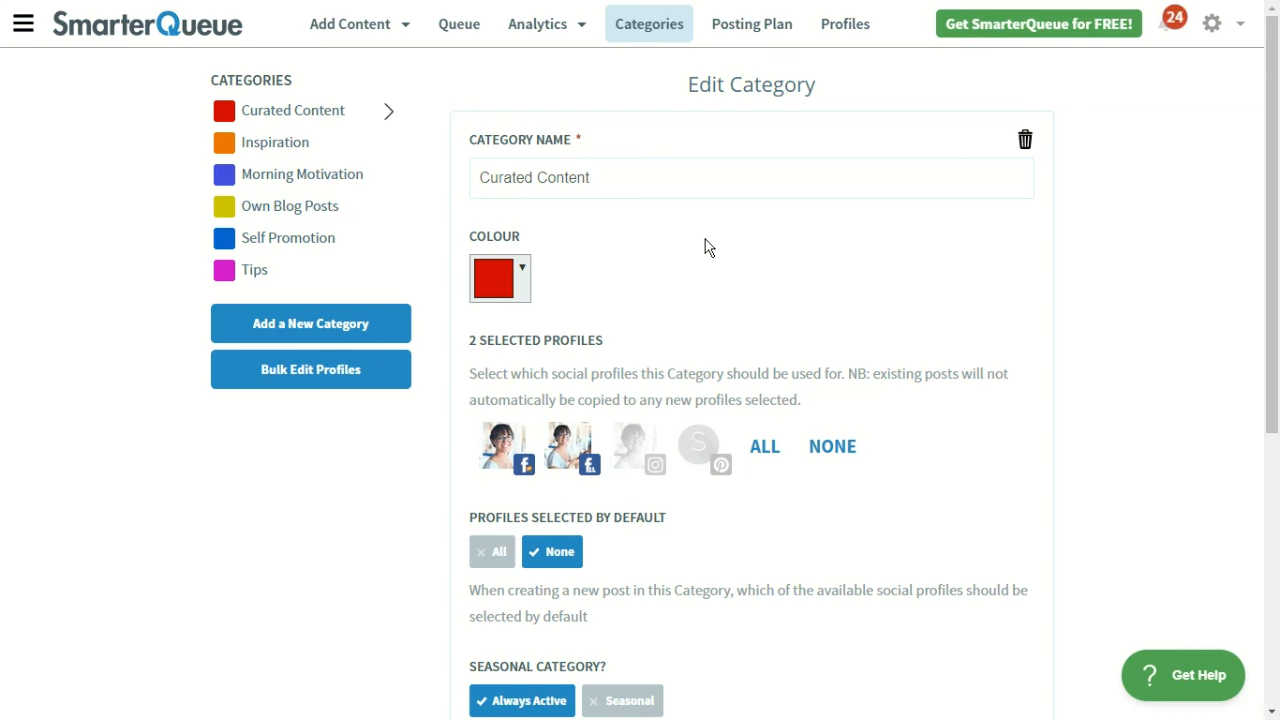 SmarterQueue
Add Content
Queue
Analytics
Categories
Posting Plan
Profiles
Get SmarterQueue for FREE!
24
CATEGORIES
Curated Content
Inspiration
Morning Motivation
Own Blog Posts
Self Promotion
Tips
Add a New Category
Bulk Edit Profiles
Edit Category
CATEGORY NAME *
Curated Content
COLOUR
2 SELECTED PROFILES
Select which social profiles this Category should be used for. NB: existing posts will not
automatically be copied to any new profiles selected.
S
ALL
NONE
PROFILES SELECTED BY DEFAULT
All
None
When creating a new post in this Category, which of the available social profiles should be
selected by default
SEASONAL CATEGORY?
Always Active
Seasonal
? Get Help